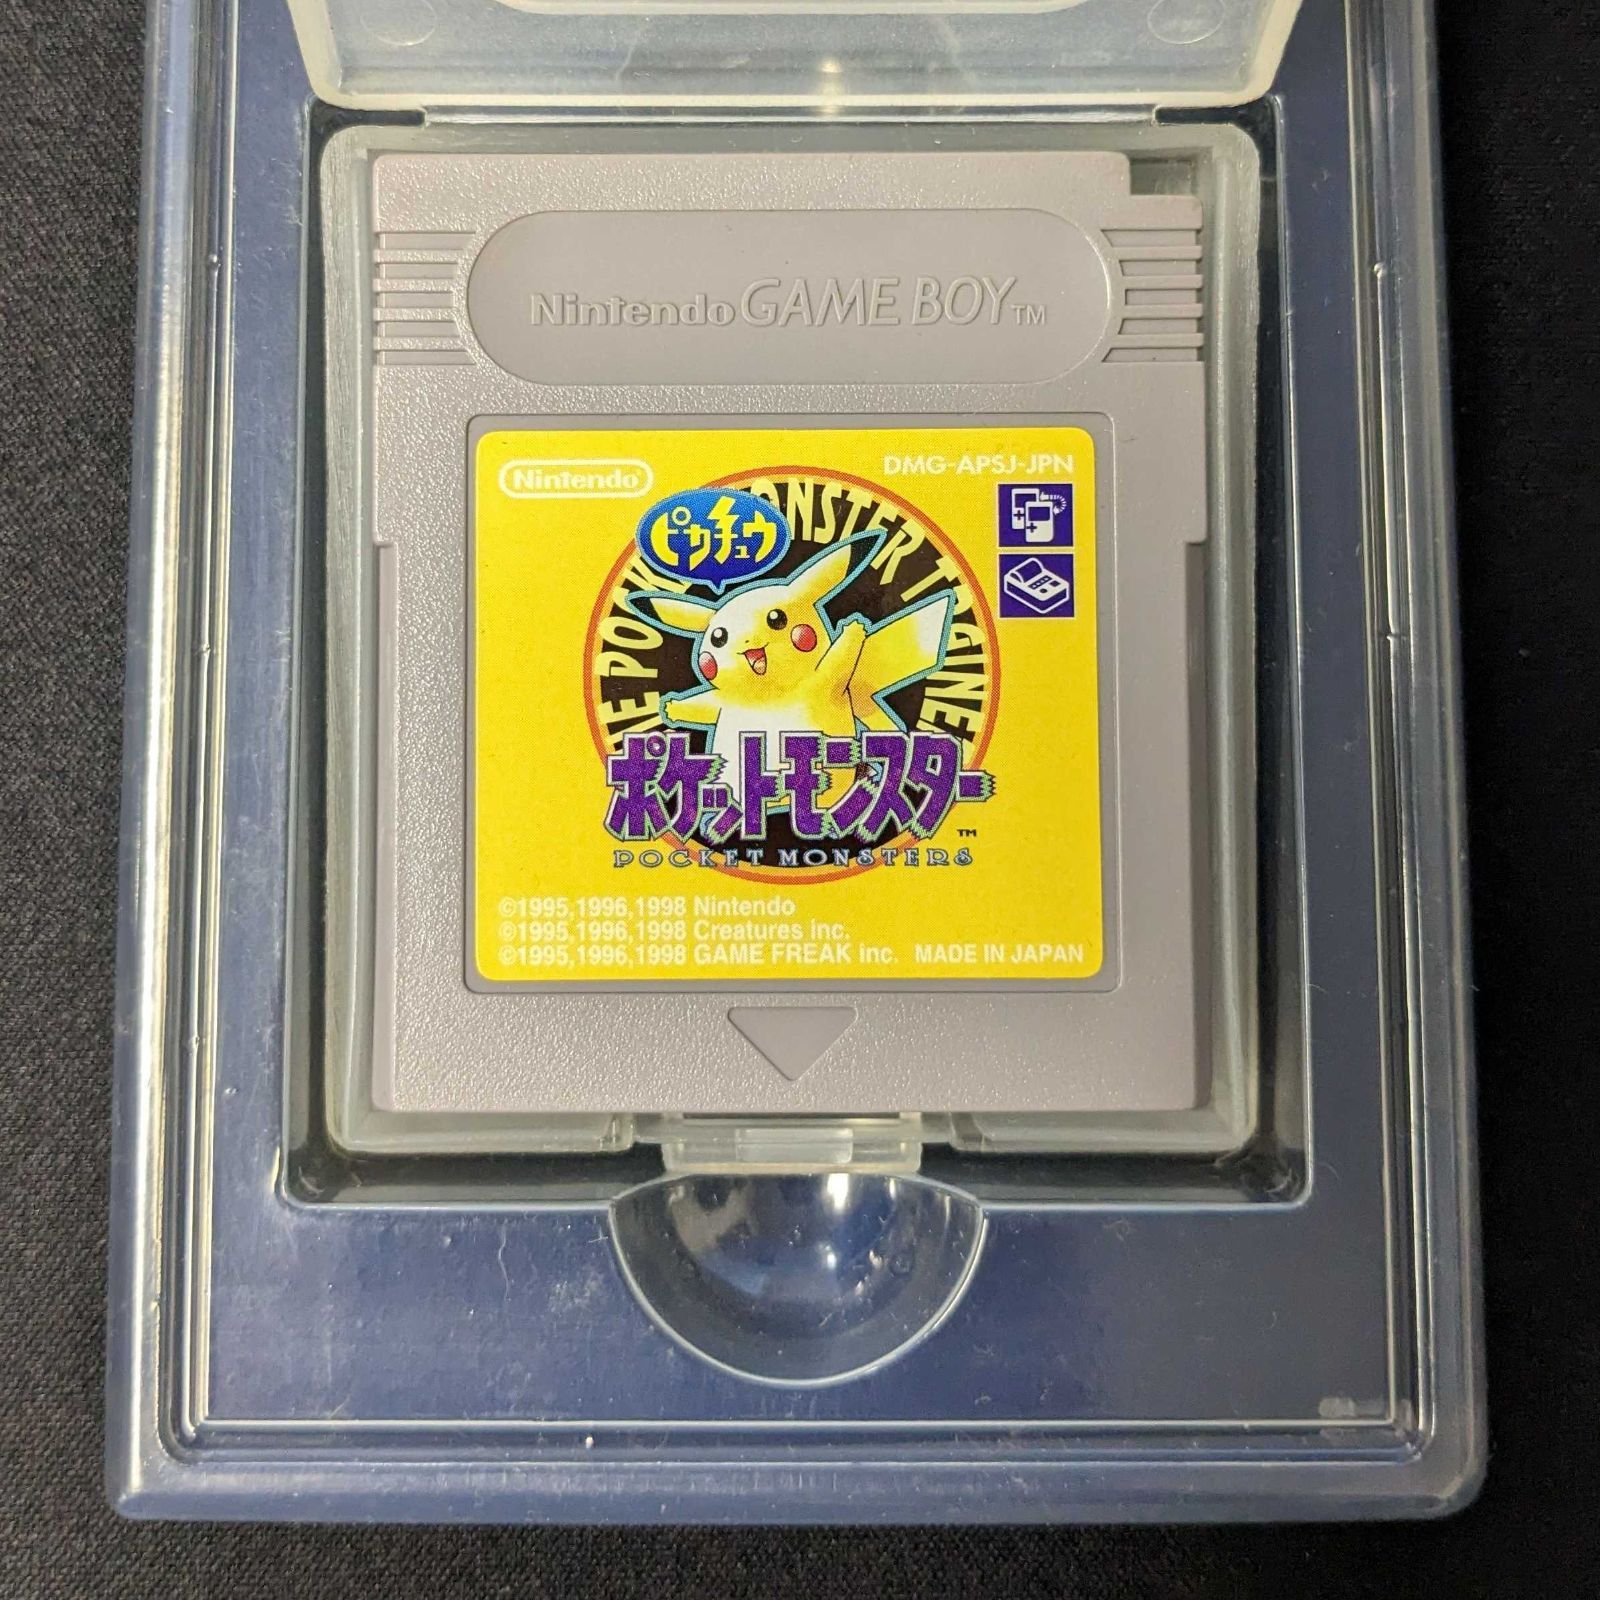 Nintendo GAME BOY™
Nintendo
DMG-APSJ-JPN
ピカチュウ
POCKET MONSTERS
ポケットモンスター
™
©1995,1996,1998 Nintendo
©1995,1996,1998 Creatures inc.
©1995,1996,1998 GAME FREAK inc. MADE IN JAPAN